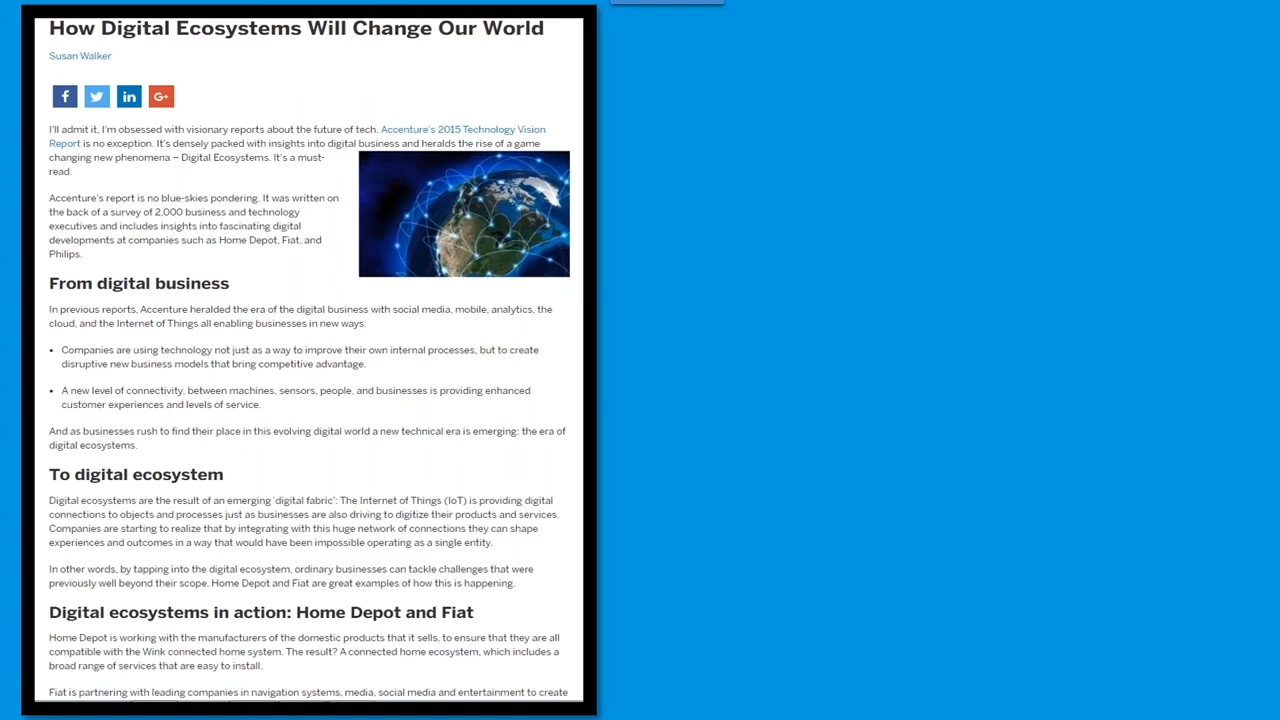 How Digital Ecosystems Will Change Our World
Susan Walker
I'll admit it, I'm obsessed with visionary reports about the future of tech. Accenture's 2015 Technology Vision
Report is no exception. It's densely packed with insights into digital business and heralds the rise of a game
changing new phenomena – Digital Ecosystems. It's a must-
read.
Accenture's report is no blue-skies pondering. It was written on
the back of a survey of 2,000 business and technology
executives and includes insights into fascinating digital
developments at companies such as Home Depot, Fiat, and
Philips.
From digital business
In previous reports, Accenture heralded the era of the digital business with social media, mobile, analytics, the
cloud, and the Internet of Things all enabling businesses in new ways:
• Companies are using technology not just as a way to improve their own internal processes, but to create
disruptive new business models that bring competitive advantage.
• A new level of connectivity, between machines, sensors, people, and businesses is providing enhanced
customer experiences and levels of service.
And as businesses rush to find their place in this evolving digital world a new technical era is emerging: the era of
digital ecosystems.
To digital ecosystem
Digital ecosystems are the result of an emerging 'digital fabric': The Internet of Things (IoT) is providing digital
connections to objects and processes just as businesses are also driving to digitize their products and services.
Companies are starting to realize that by integrating with this huge network of connections they can shape
experiences and outcomes in a way that would have been impossible operating as a single entity.
In other words, by tapping into the digital ecosystem, ordinary businesses can tackle challenges that were
previously well beyond their scope. Home Depot and Fiat are great examples of how this is happening.
Digital ecosystems in action: Home Depot and Fiat
Home Depot is working with the manufacturers of the domestic products that it sells, to ensure that they are all
compatible with the Wink connected home system. The result? A connected home ecosystem, which includes a
broad range of services that are easy to install.
Fiat is partnering with leading companies in navigation systems, media, social media and entertainment to create